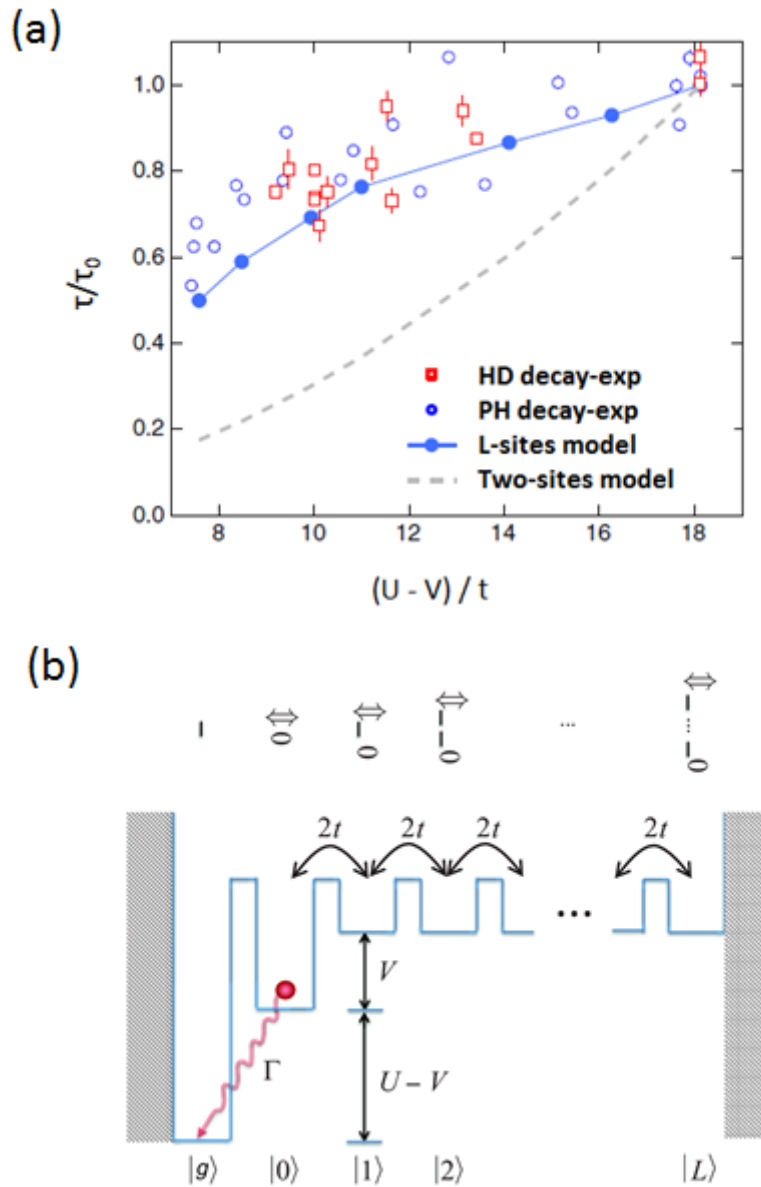 (a)
1.0
0.8
0.6
0.4
0.2
0.0
τ/τ₀
HD decay-exp
PH decay-exp
L-sites model
Two-sites model
8 10 12 14 16 18
(U - V) / t
(b)
...
2t 2t 2t 2t
...
V
Γ
U – V
|g⟩ |0⟩ |1⟩ |2⟩ |L⟩